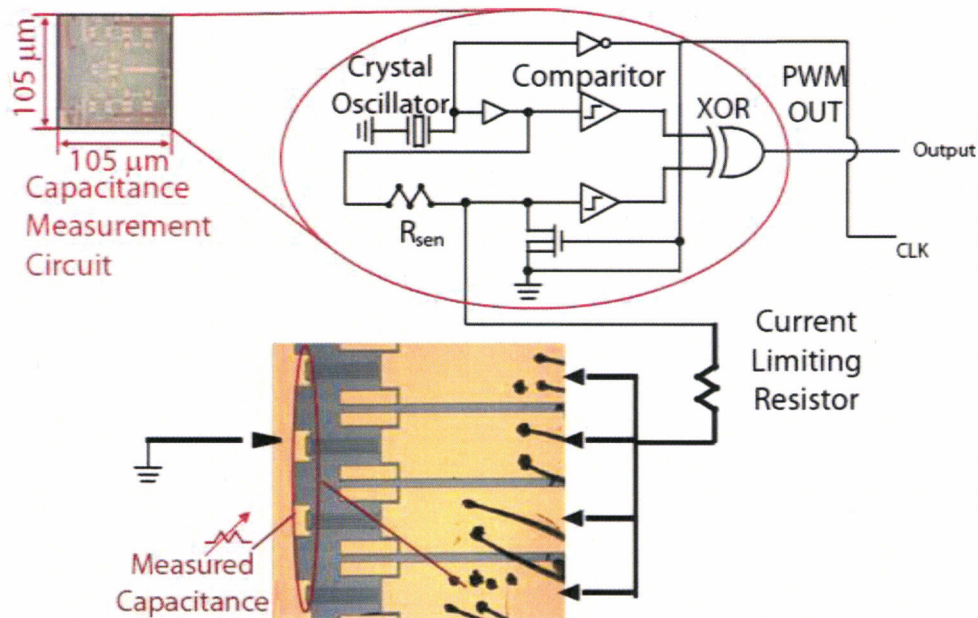 105 μm
105 μm
Capacitance
Measurement
Circuit
Crystal
Oscillator
Comparitor
XOR
PWM
OUT
Output
CLK
Rsen
Current
Limiting
Resistor
Measured
Capacitance